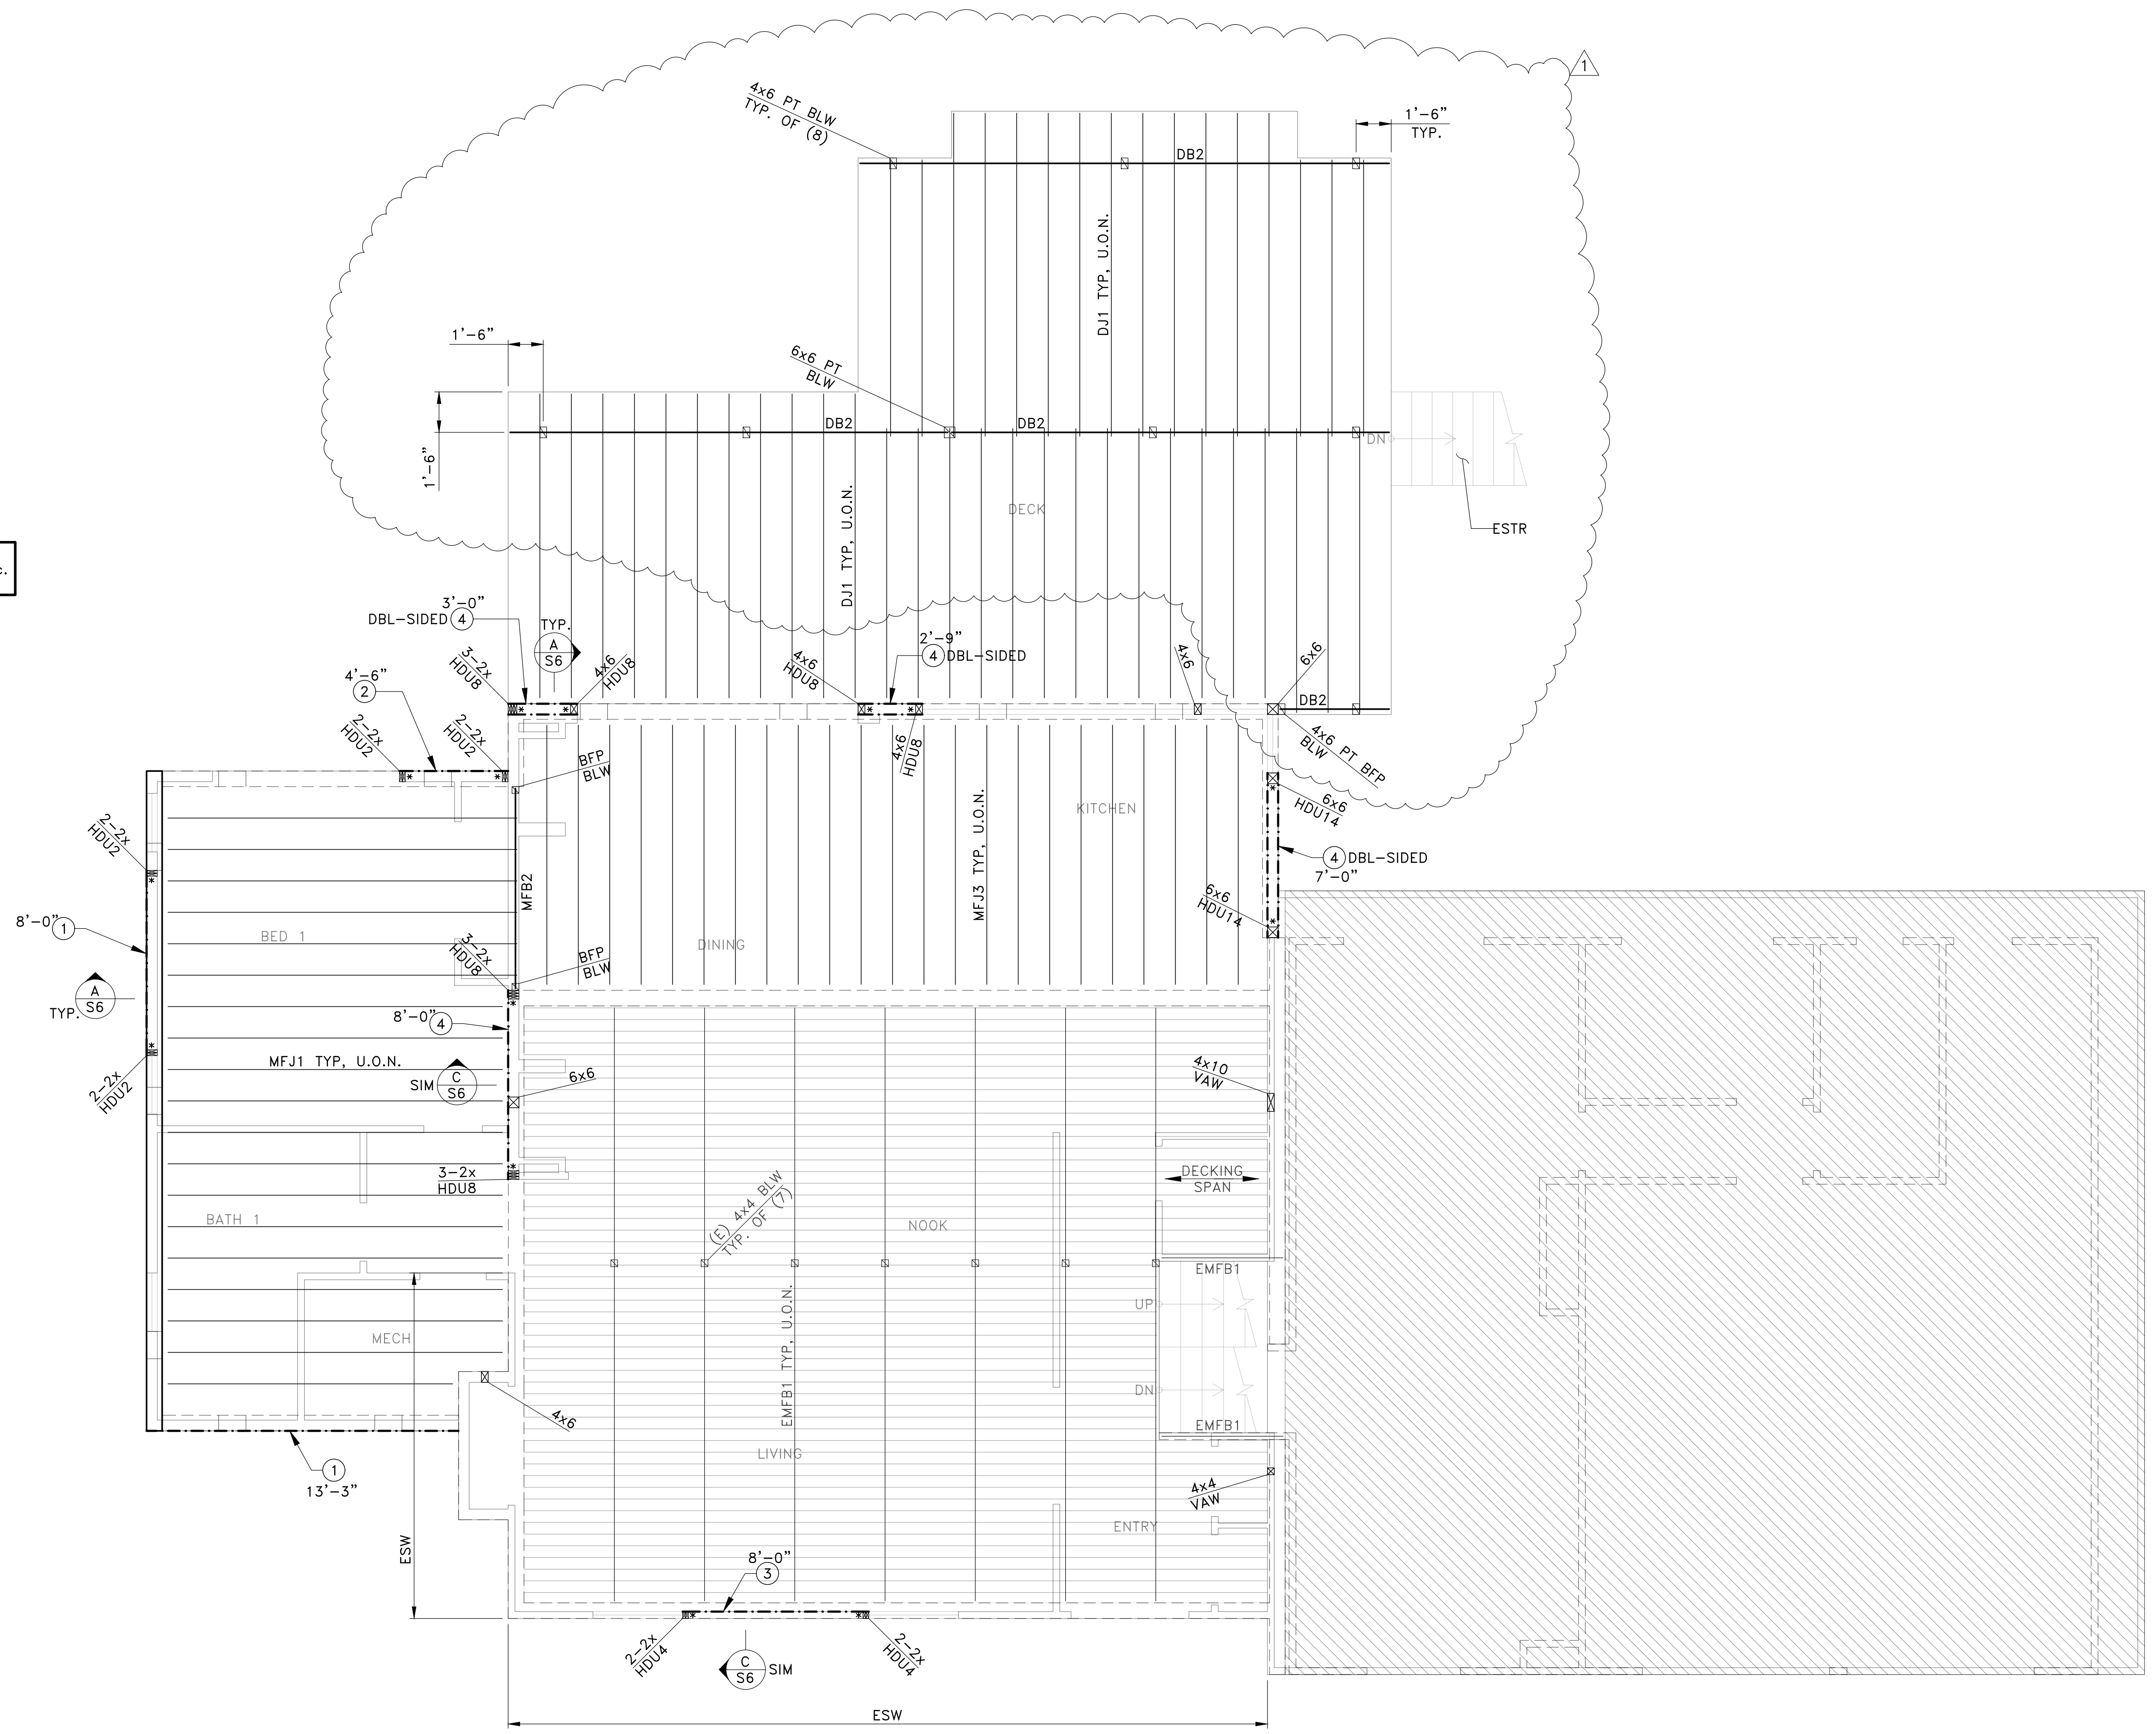 1
4x6 PT BLW
TYP. OF (8)
1'-6"
TYP.
DB2
DJ1 TYP, U.O.N.
1'-6"
6x6 PT
BLW
DB2
DB2
DN
1'-6"
DJ1 TYP, U.O.N.
DECK
ESTR
c.
3'-0"
DBL-SIDED 4
TYP.
A
S6
2'-9"
4 DBL-SIDED
3-2x
HDU8
4x6
HDU8
4x6
HDU8
4x6
6x6
4'-6"
2
DB2
2-2x
HDU2
2-2x
HDU2
4x6
HDU8
4x6 PT BFP
BLW
BFP
BLW
KITCHEN
6x6
HDU14
2-2x
HDU2
MFB2
MFJ3 TYP, U.O.N.
4 DBL-SIDED
7'-0"
6x6
HDU14
8'-0" 1
BED 1
DINING
3-2x
HDU8
BFP
BLW
A
S6
TYP.
8'-0" 4
MFJ1 TYP, U.O.N.
SIM
C
S6
6x6
4x10
VAW
2-2x
HDU2
3-2x
HDU8
DECKING
SPAN
(E) 4x4 BLW
TYP. OF (7)
BATH 1
NOOK
EMFB1
EMFB1 TYP, U.O.N.
UP
MECH
DN
4x6
EMFB1
LIVING
1
13'-3"
4x4
VAW
ENTRY
ESW
8'-0"
3
2-2x
HDU4
2-2x
HDU4
C
S6
SIM
ESW